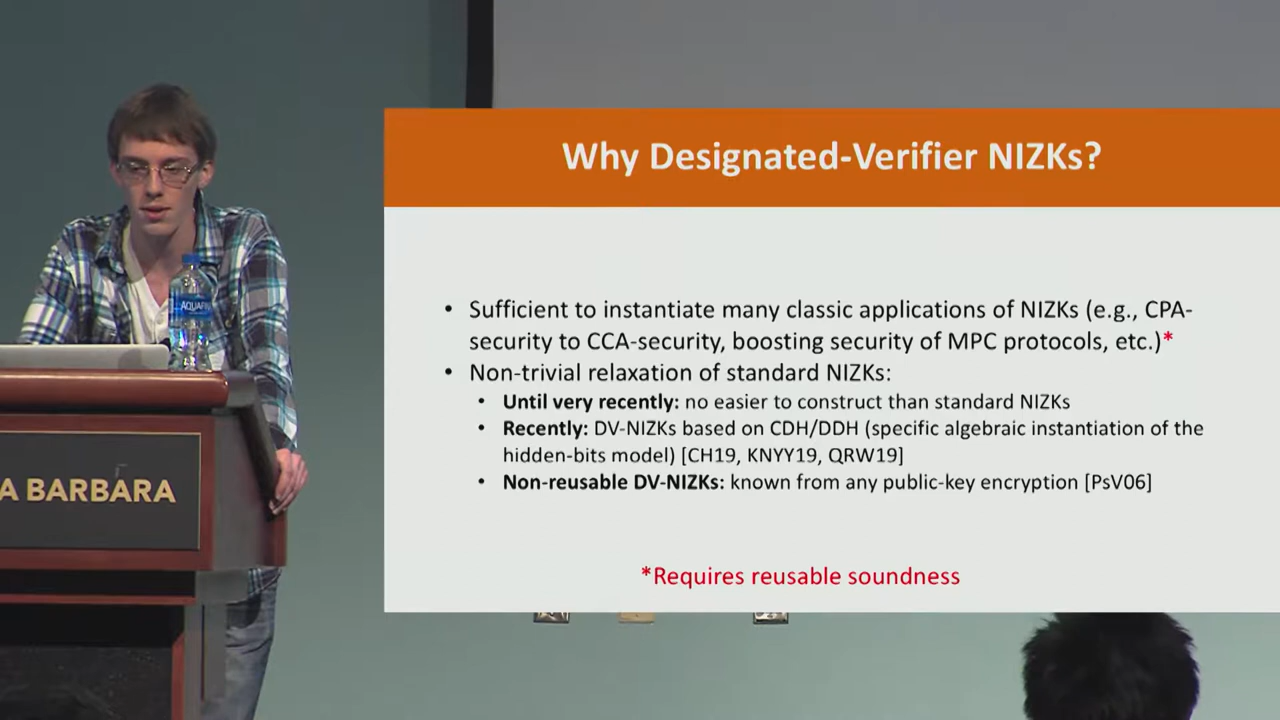 Why Designated-Verifier NIZKs?
• Sufficient to instantiate many classic applications of NIZKs (e.g., CPA-
security to CCA-security, boosting security of MPC protocols, etc.)*
• Non-trivial relaxation of standard NIZKs:
• Until very recently: no easier to construct than standard NIZKs
• Recently: DV-NIZKs based on CDH/DDH (specific algebraic instantiation of the
hidden-bits model) [CH19, KNYY19, QRW19]
• Non-reusable DV-NIZKs: known from any public-key encryption [PsV06]
*Requires reusable soundness
AQUAFI
A BARBARA